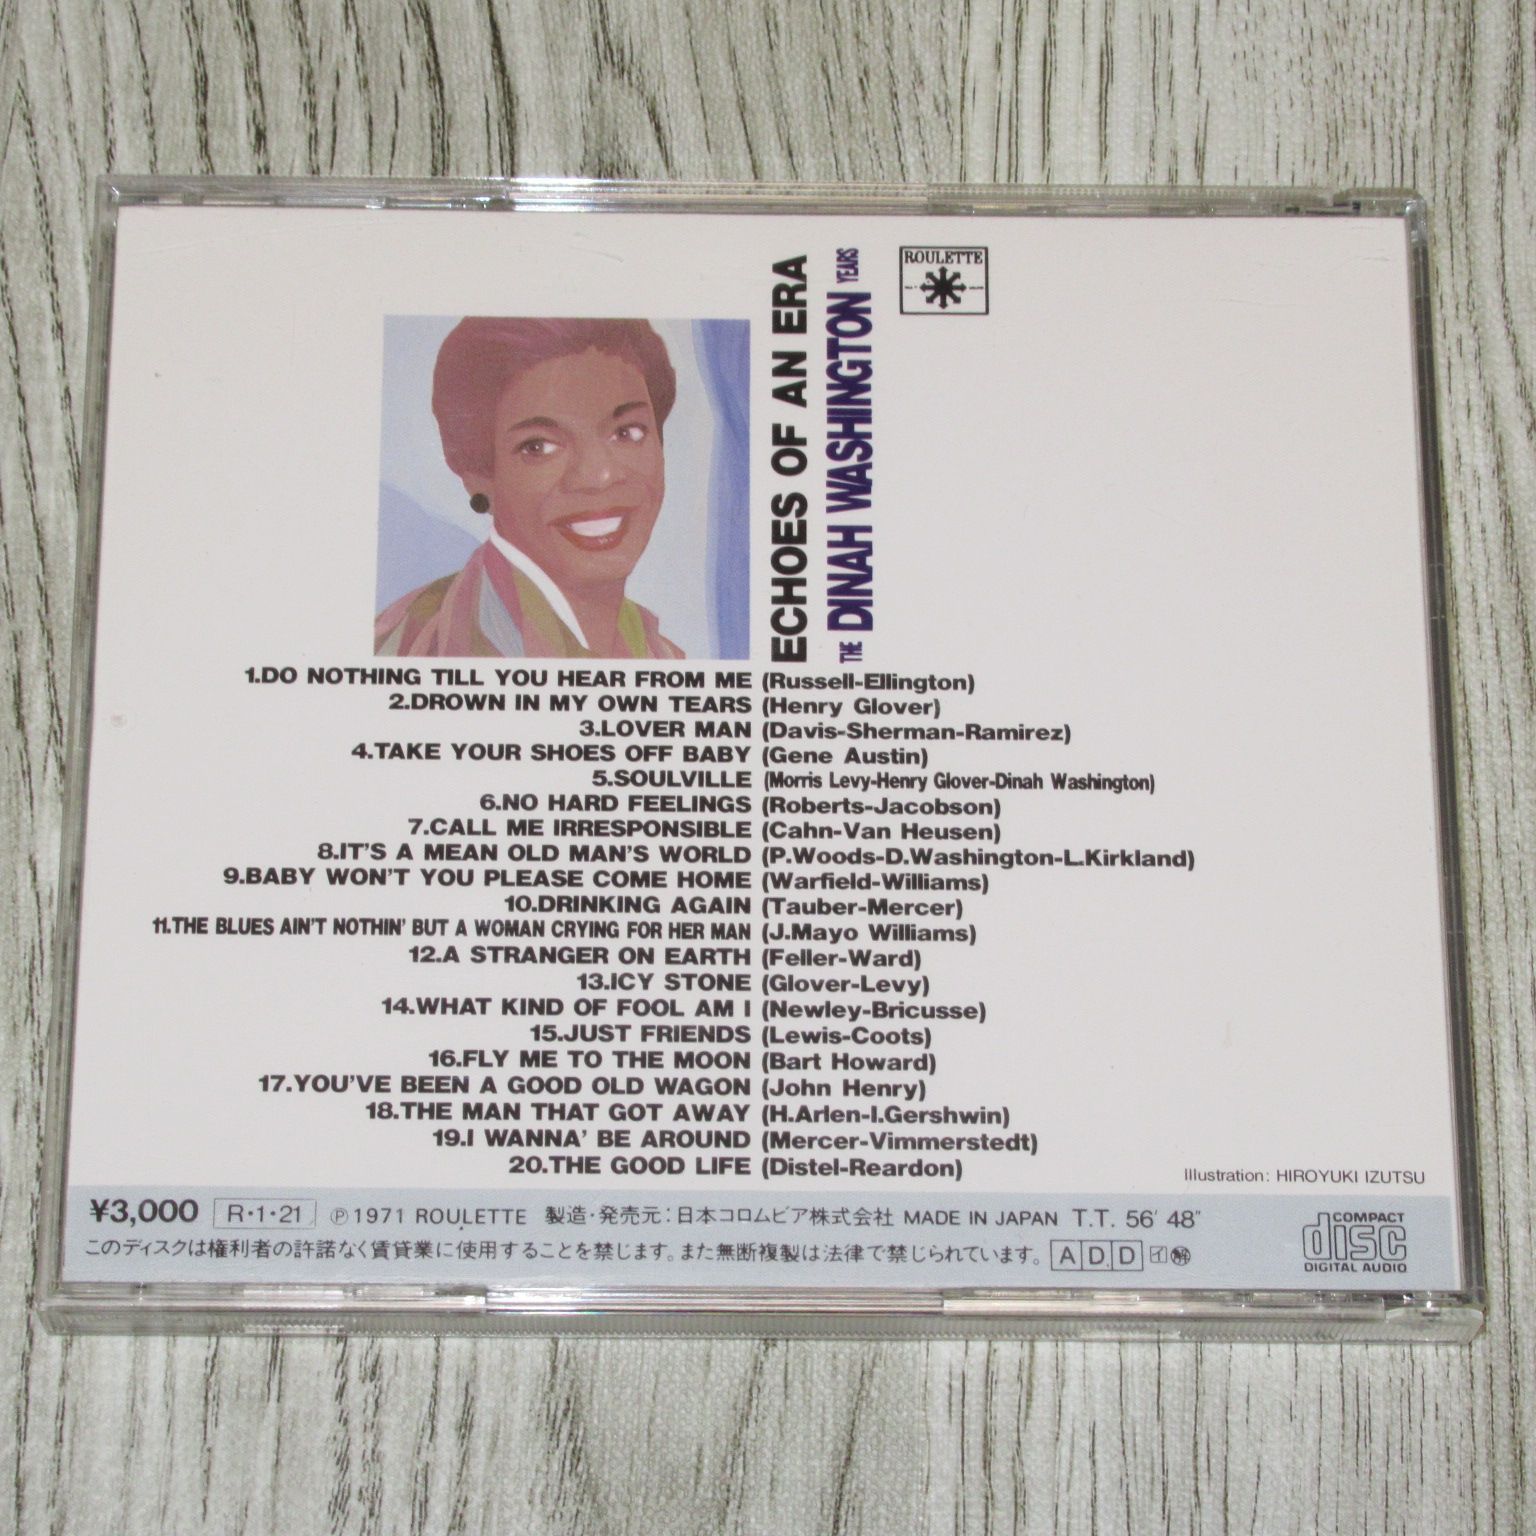 ROULETTE
ECHOES OF AN ERA
THE DINAH WASHINGTON YEARS
1.DO NOTHING TILL YOU HEAR FROM ME (Russell-Ellington)
2.DROWN IN MY OWN TEARS (Henry Glover)
3.LOVER MAN (Davis-Sherman-Ramirez)
4.TAKE YOUR SHOES OFF BABY (Gene Austin)
5.SOULVILLE (Morris Levy-Henry Glover-Dinah Washington)
6.NO HARD FEELINGS (Roberts-Jacobson)
7.CALL ME IRRESPONSIBLE (Cahn-Van Heusen)
8.IT'S A MEAN OLD MAN'S WORLD (P.Woods-D.Washington-L.Kirkland)
9.BABY WON'T YOU PLEASE COME HOME (Warfield-Williams)
10.DRINKING AGAIN (Tauber-Mercer)
11.THE BLUES AIN'T NOTHIN' BUT A WOMAN CRYING FOR HER MAN (J.Mayo Williams)
12.A STRANGER ON EARTH (Feller-Ward)
13.ICY STONE (Glover-Levy)
14.WHAT KIND OF FOOL AM I (Newley-Bricusse)
15.JUST FRIENDS (Lewis-Coots)
16.FLY ME TO THE MOON (Bart Howard)
17.YOU'VE BEEN A GOOD OLD WAGON (John Henry)
18.THE MAN THAT GOT AWAY (H.Arlen-I.Gershwin)
19.I WANNA' BE AROUND (Mercer-Vimmerstedt)
20.THE GOOD LIFE (Distel-Reardon)
Illustration: HIROYUKI IZUTSU
¥3,000 R・1・21 ℗1971 ROULETTE 製造・発売元:日本コロムビア株式会社 MADE IN JAPAN T.T. 56' 48"
このディスクは権利者の許諾なく賃貸業に使用することを禁じます。また無断複製は法律で禁じられています。 A D D イ 解
COMPACT
disc
DIGITAL AUDIO